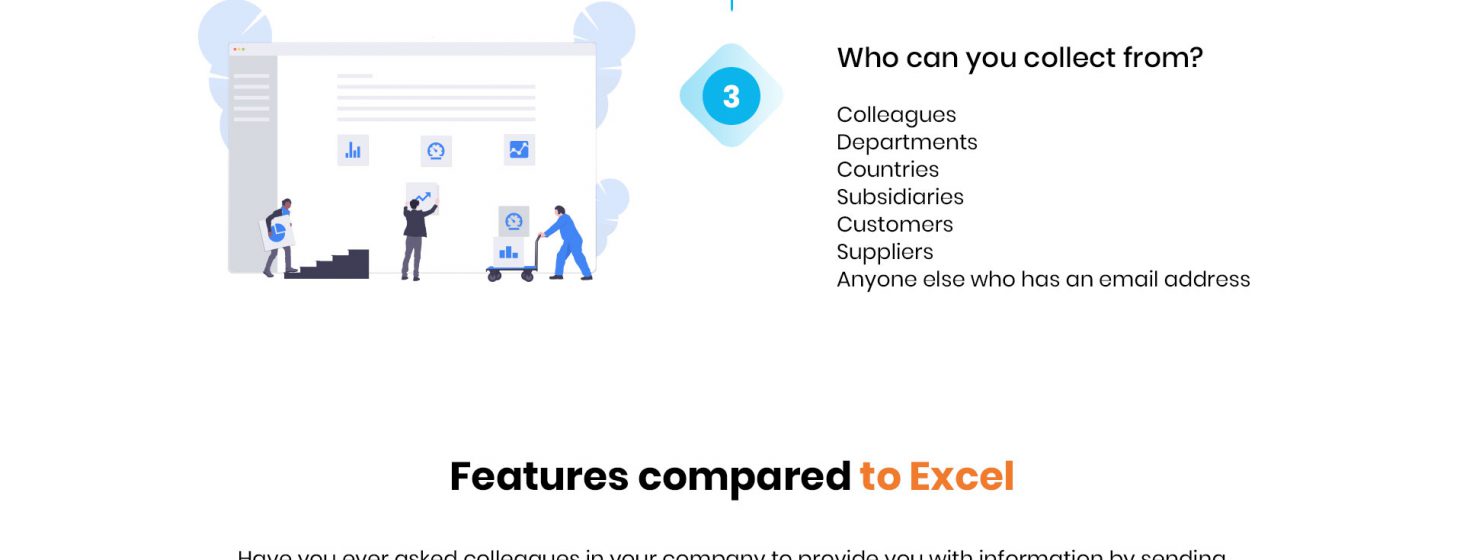 3
Who can you collect from?
Colleagues
Departments
Countries
Subsidiaries
Customers
Suppliers
Anyone else who has an email address
Features compared to Excel
Have you ever asked colleagues in your company to provide you with information by sending